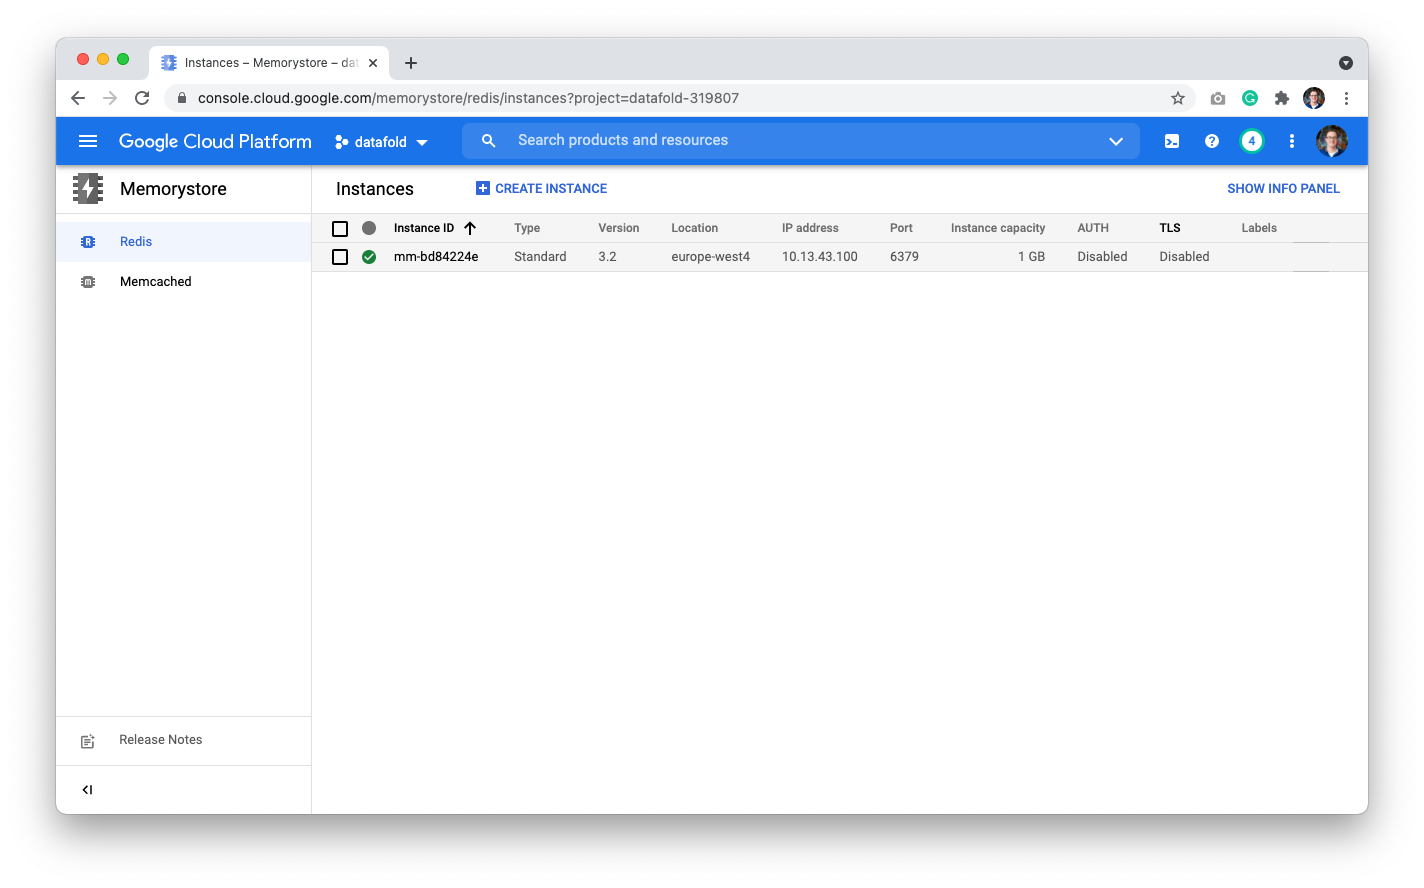 Instances – Memorystore – dat
console.cloud.google.com/memorystore/redis/instances?project=datafold-319807
Google Cloud Platform datafold Search products and resources 4
Memorystore Instances CREATE INSTANCE SHOW INFO PANEL
Instance ID Type Version Location IP address Port Instance capacity AUTH TLS Labels
mm-bd84224e Standard 3.2 europe-west4 10.13.43.100 6379 1 GB Disabled Disabled
Redis
Memcached
Release Notes